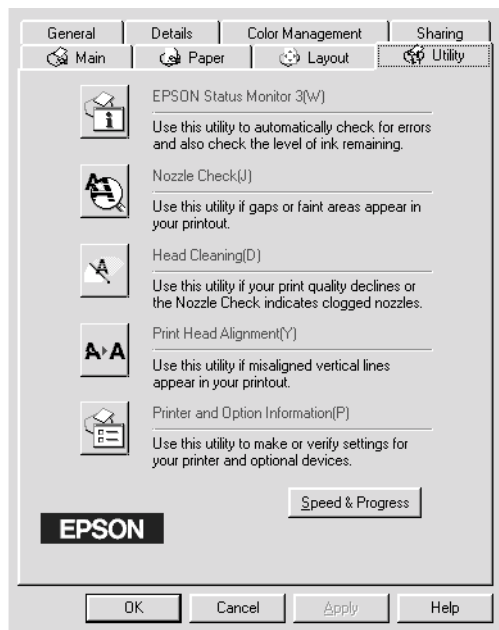 General Details Color Management Sharing
Main Paper Layout Utility
EPSON Status Monitor 3(W)
Use this utility to automatically check for errors
and also check the level of ink remaining.
Nozzle Check(J)
Use this utility if gaps or faint areas appear in
your printout.
Head Cleaning(D)
Use this utility if your print quality declines or
the Nozzle Check indicates clogged nozzles.
Print Head Alignment(Y)
Use this utility if misaligned vertical lines
appear in your printout.
Printer and Option Information(P)
Use this utility to make or verify settings for
your printer and optional devices.
Speed & Progress
EPSON
OK Cancel Apply Help